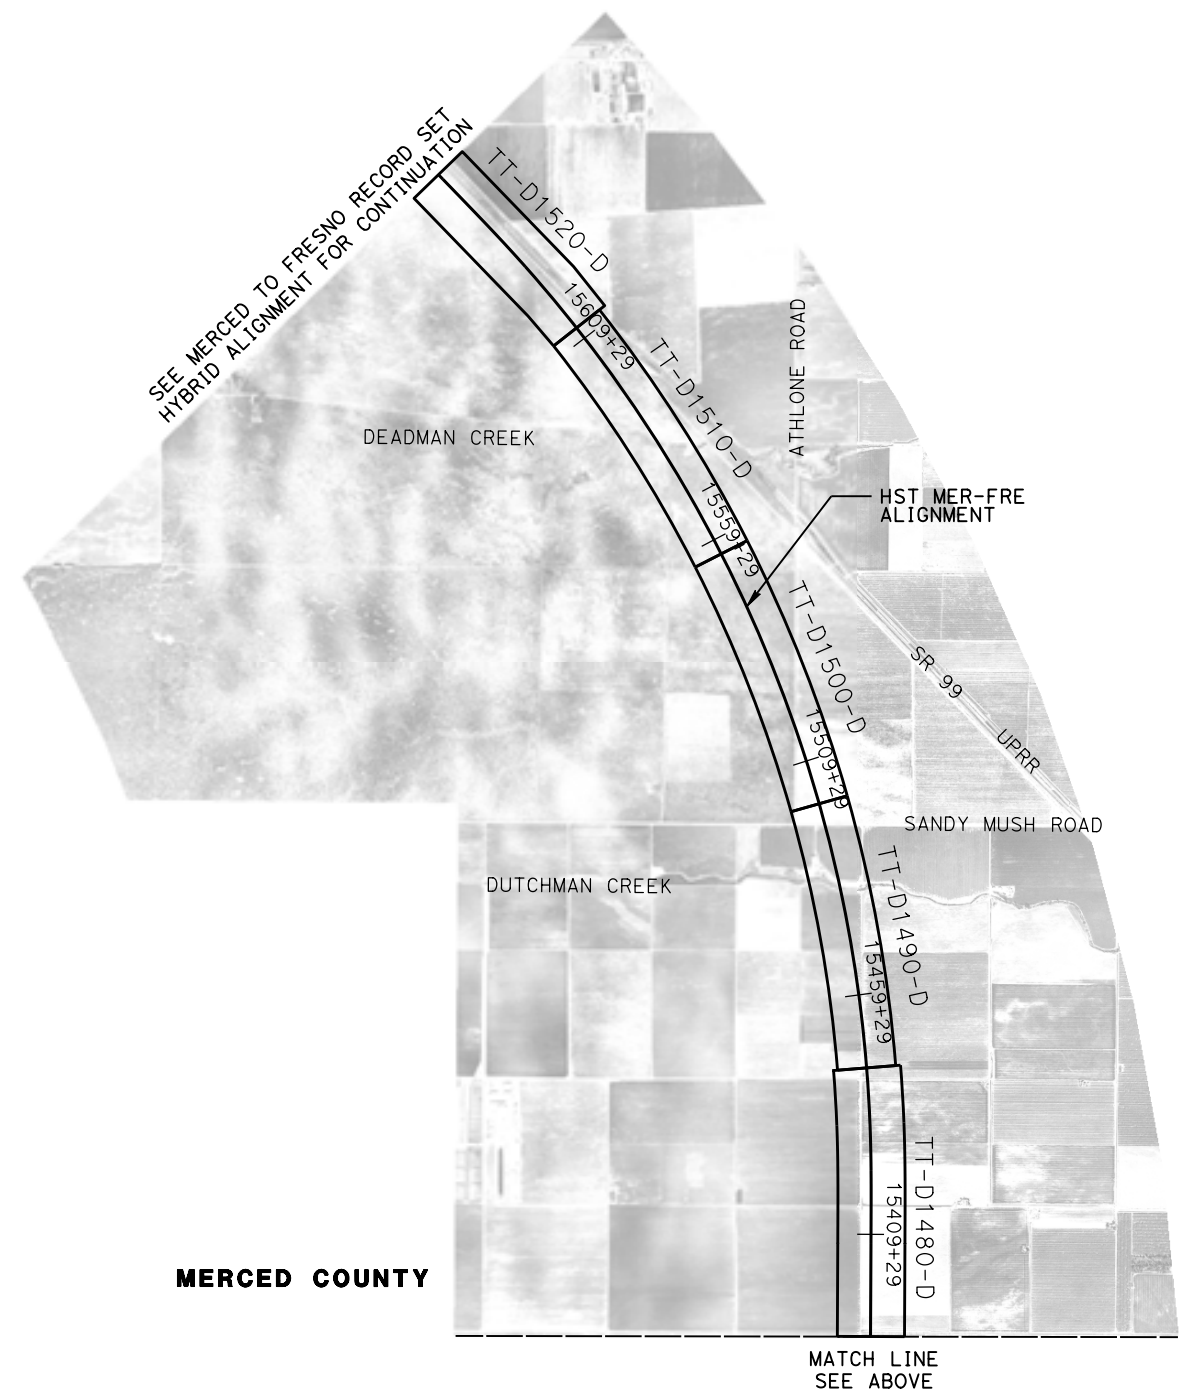 SEE MERCED TO FRESNO RECORD SET
HYBRID ALIGNMENT FOR CONTINUATION
TT-D1520-D
15609+29
TT-D1510-D
ATHLONE ROAD
DEADMAN CREEK
15559+29
HST MER-FRE
ALIGNMENT
TT-D1500-D
SR 99
15509+29
UPRR
SANDY MUSH ROAD
DUTCHMAN CREEK
TT-D1490-D
15459+29
TT-D1480-D
15409+29
MERCED COUNTY
MATCH LINE
SEE ABOVE